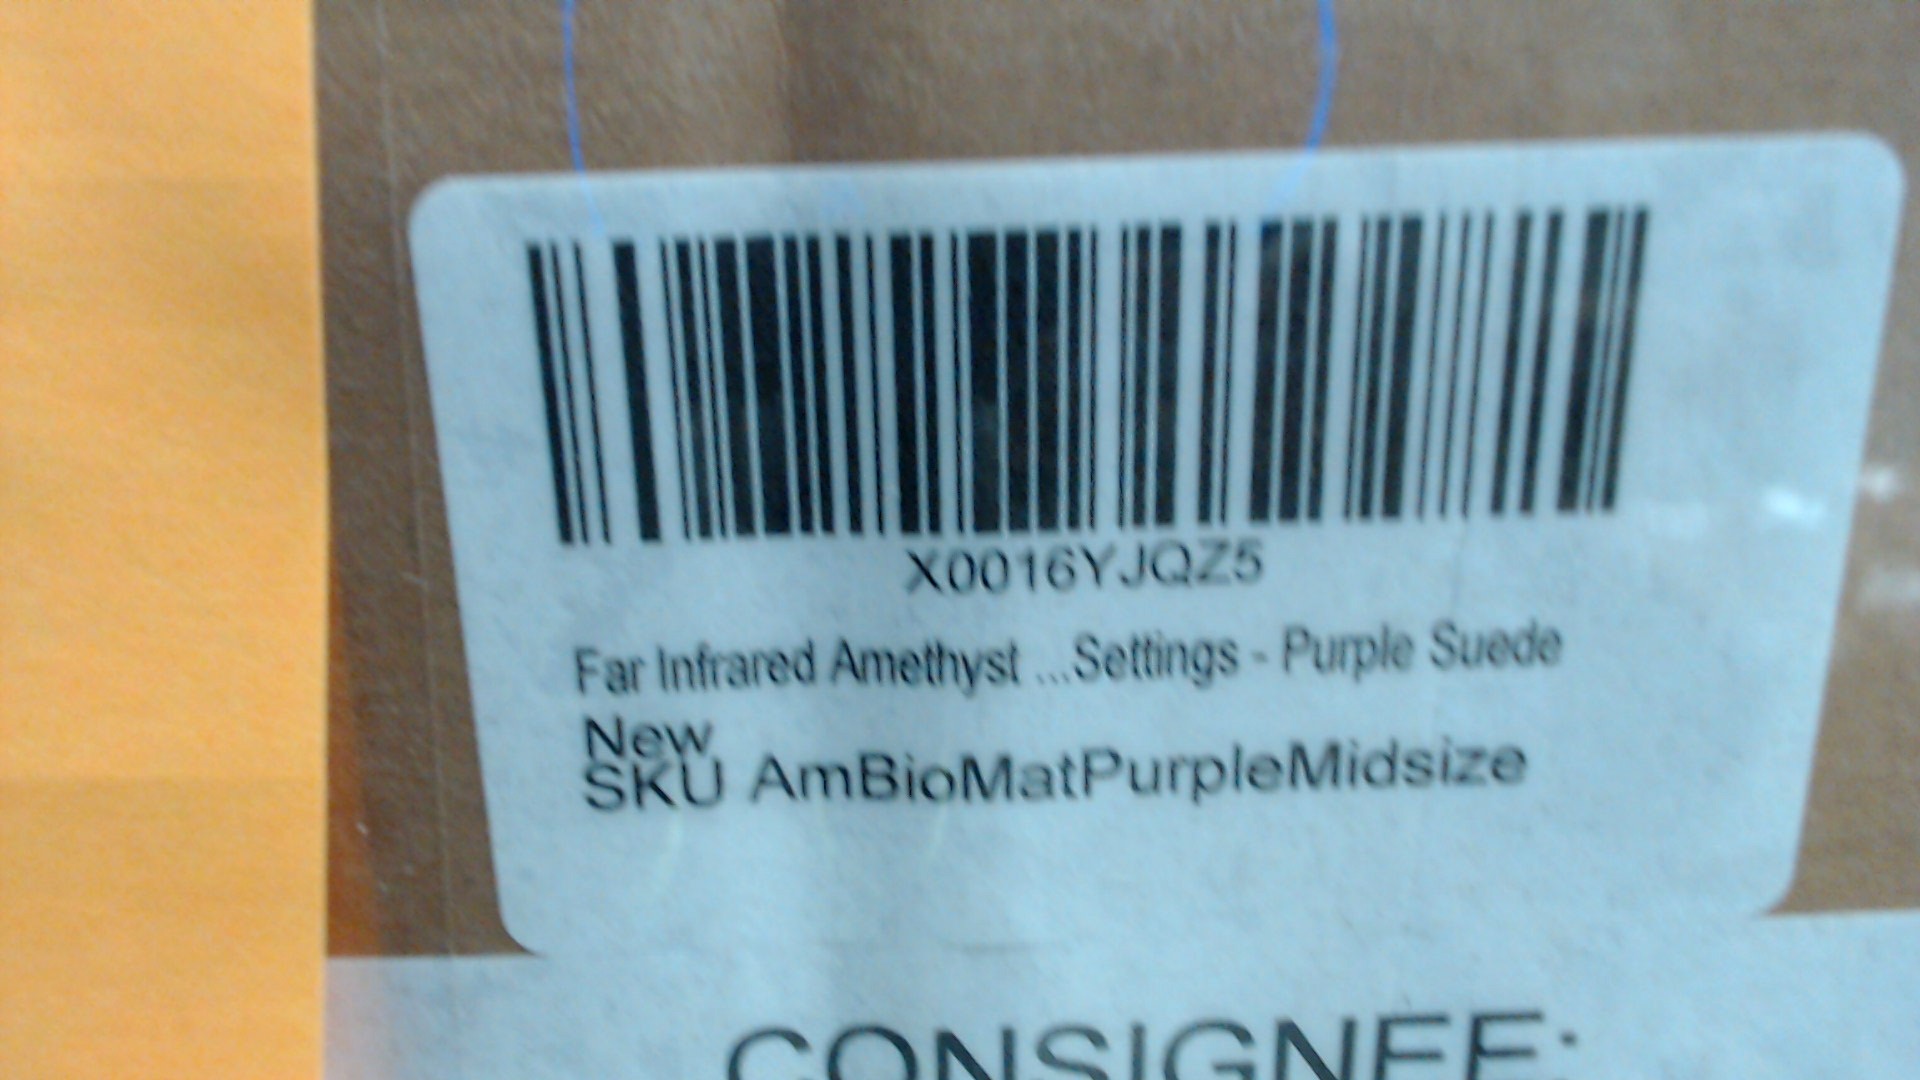 X0016YJQZ5
Far Infrared Amethyst ...Settings - Purple Suede
New
SKU AmBioMatPurpleMidsize
CONSIGNEE: